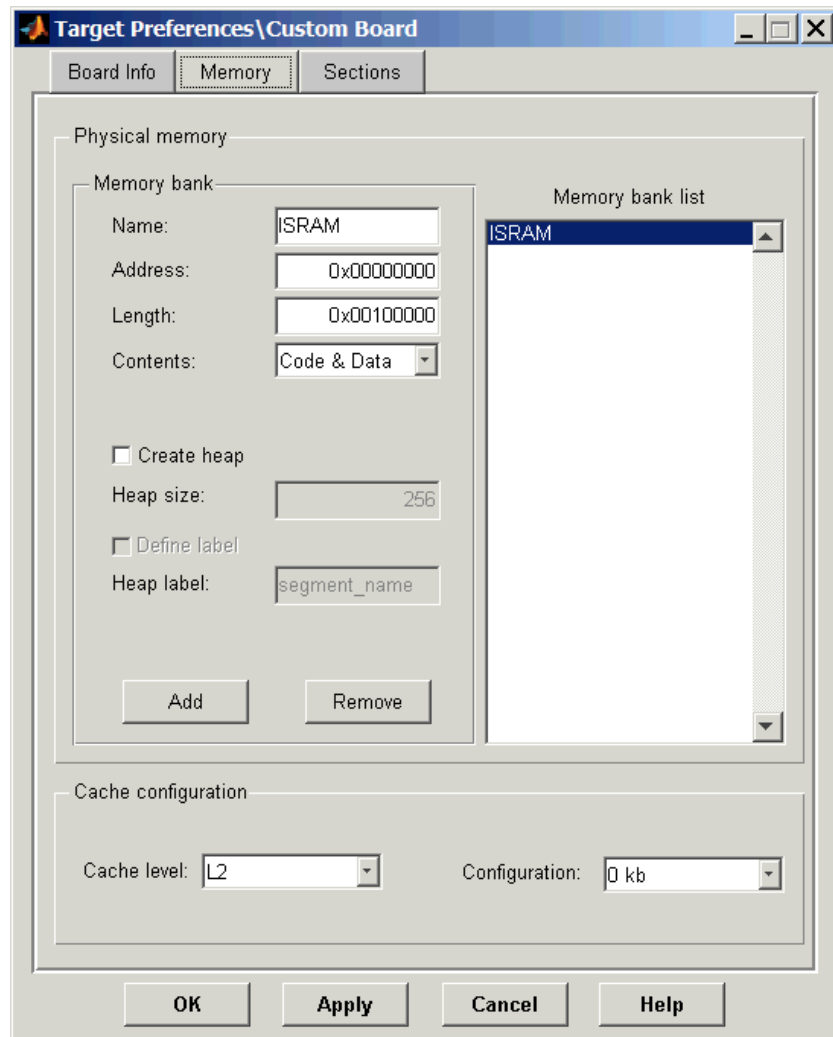 Target Preferences\Custom Board
Board Info Memory Sections
Physical memory
Memory bank
Name: ISRAM
Address: 0x00000000
Length: 0x00100000
Contents: Code & Data
Create heap
Heap size: 256
Define label
Heap label: segment_name
Add Remove
Memory bank list
ISRAM
Cache configuration
Cache level: L2 Configuration: 0 kb
OK Apply Cancel Help